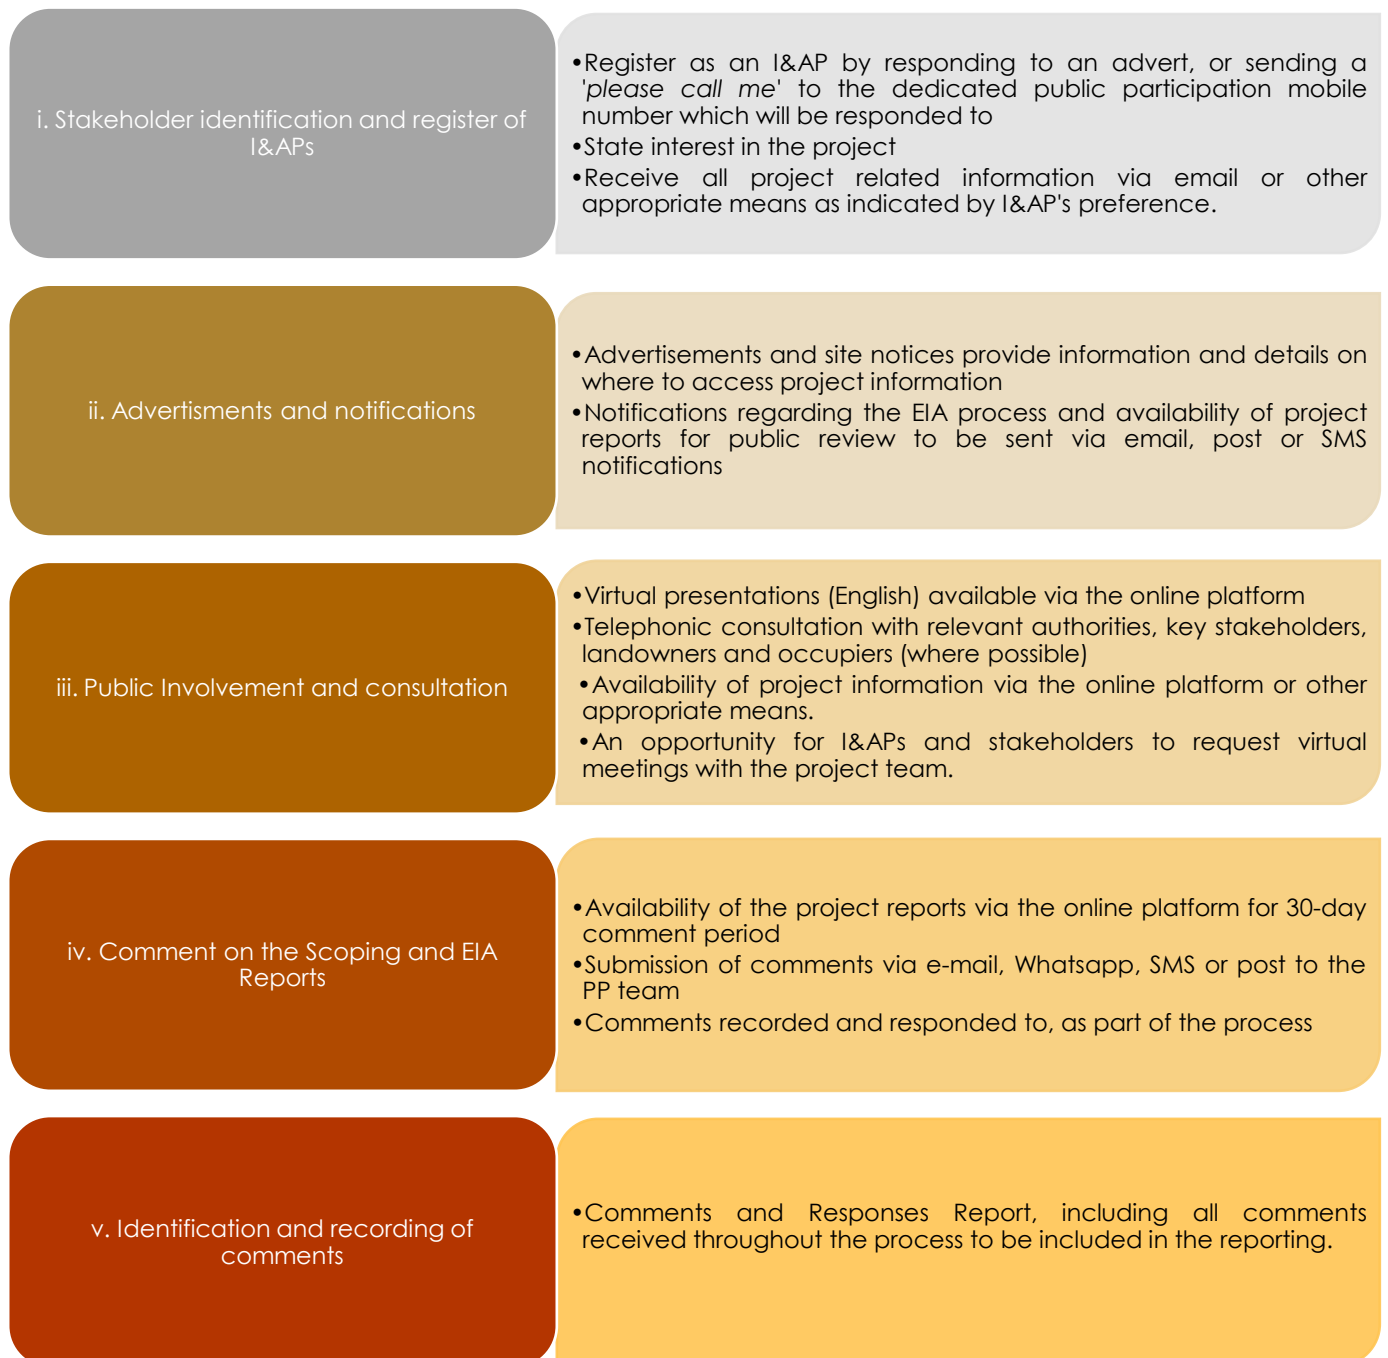 i. Stakeholder identification and register of
I&APs
•Register as an I&AP by responding to an advert, or sending a
'please call me' to the dedicated public participation mobile
number which will be responded to
•State interest in the project
•Receive all project related information via email or other
appropriate means as indicated by I&AP's preference.
ii. Advertisments and notifications
•Advertisements and site notices provide information and details on
where to access project information
•Notifications regarding the EIA process and availability of project
reports for public review to be sent via email, post or SMS
notifications
iii. Public Involvement and consultation
•Virtual presentations (English) available via the online platform
•Telephonic consultation with relevant authorities, key stakeholders,
landowners and occupiers (where possible)
•Availability of project information via the online platform or other
appropriate means.
•An opportunity for I&APs and stakeholders to request virtual
meetings with the project team.
iv. Comment on the Scoping and EIA
Reports
•Availability of the project reports via the online platform for 30-day
comment period
•Submission of comments via e-mail, Whatsapp, SMS or post to the
PP team
•Comments recorded and responded to, as part of the process
v. Identification and recording of
comments
•Comments and Responses Report, including all comments
received throughout the process to be included in the reporting.